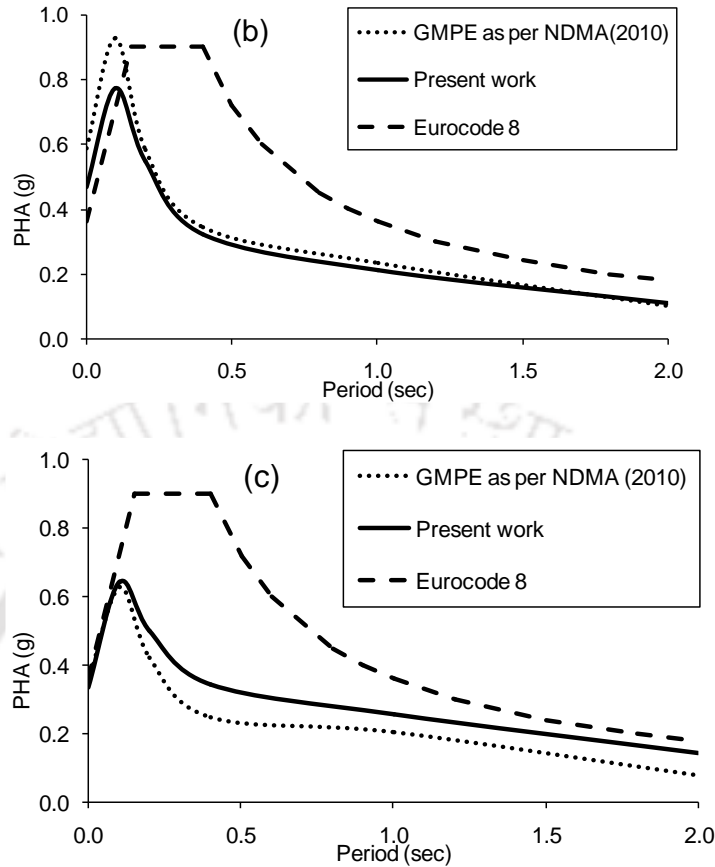 (b)
GMPE as per NDMA(2010)
Present work
Eurocode 8
1.0
0.8
0.6
0.4
0.2
0.0
PHA (g)
0.0 0.5 1.0 1.5 2.0
Period (sec)
(c)
GMPE as per NDMA (2010)
Present work
Eurocode 8
1.0
0.8
0.6
0.4
0.2
0.0
PHA (g)
0.0 0.5 1.0 1.5 2.0
Period (sec)